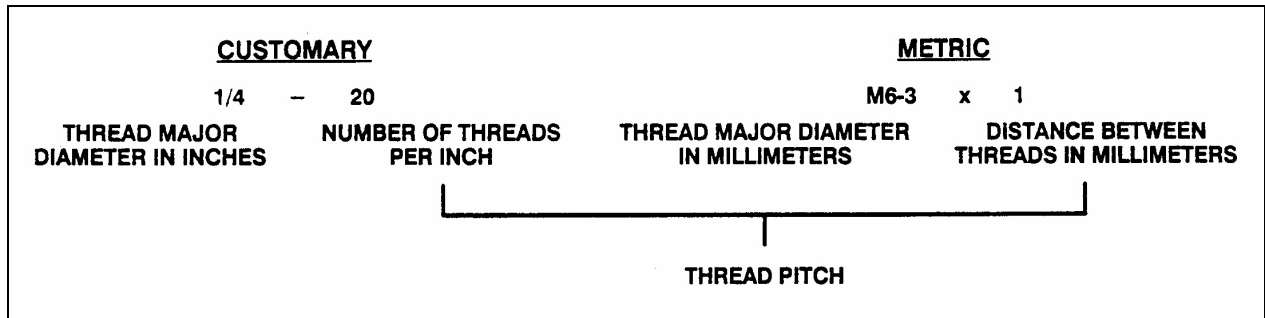 CUSTOMARY
METRIC
1/4 – 20
M6-3 x 1
THREAD MAJOR
DIAMETER IN INCHES
NUMBER OF THREADS
PER INCH
THREAD MAJOR DIAMETER
IN MILLIMETERS
DISTANCE BETWEEN
THREADS IN MILLIMETERS
THREAD PITCH